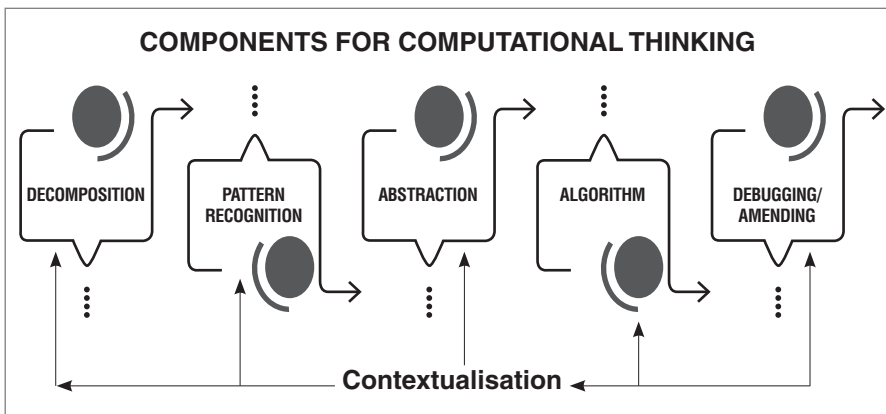 COMPONENTS FOR COMPUTATIONAL THINKING
DECOMPOSITION
PATTERN
RECOGNITION
ABSTRACTION
ALGORITHM
DEBUGGING/
AMENDING
Contextualisation